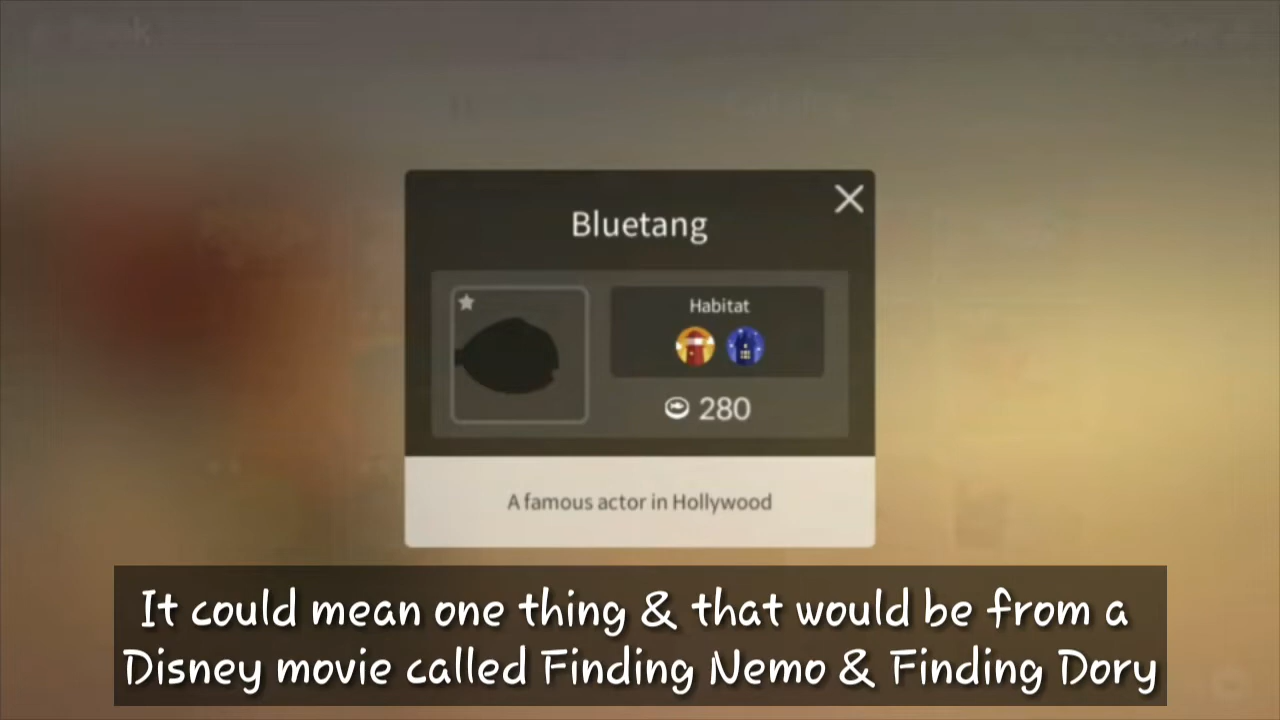 Bluetang
Habitat
280
A famous actor in Hollywood
It could mean one thing & that would be from a
Disney movie called Finding Nemo & Finding Dory